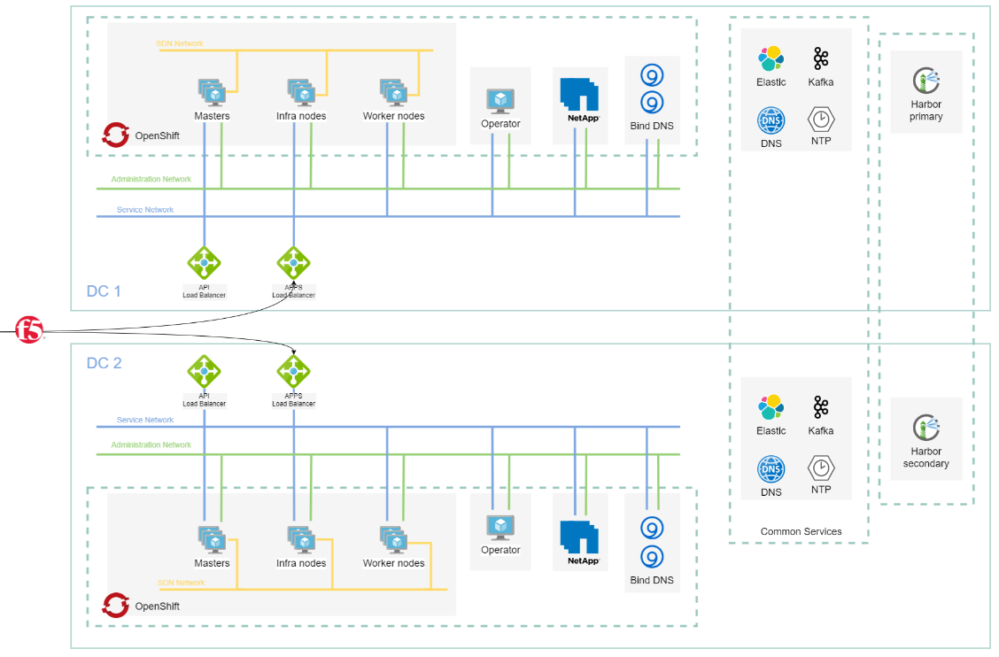 SDN Network
Masters
Infra nodes
Worker nodes
OpenShift
Operator
NetApp
Bind DNS
Administration Network
Service Network
API
Load Balancer
APPS
Load Balancer
DC 1
Elastic
Kafka
DNS
DNS
NTP
Harbor
primary
f5
DC 2
API
Load Balancer
APPS
Load Balancer
Service Network
Administration Network
Masters
Infra nodes
Worker nodes
SDN Network
OpenShift
Operator
NetApp
Bind DNS
Elastic
Kafka
DNS
DNS
NTP
Common Services
Harbor
secondary